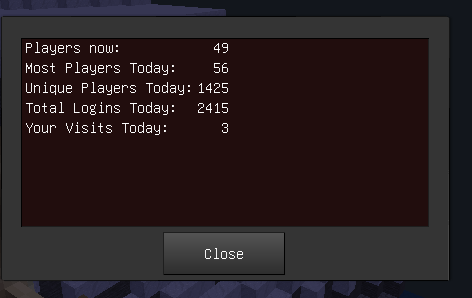 Players now: 49
Most Players Today: 56
Unique Players Today: 1425
Total Logins Today: 2415
Your Visits Today: 3
Close